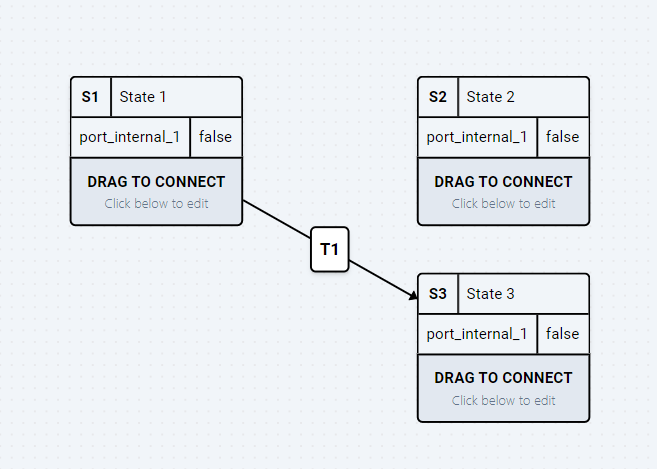 S1 State 1
port_internal_1 false
DRAG TO CONNECT
Click below to edit
S2 State 2
port_internal_1 false
DRAG TO CONNECT
Click below to edit
T1
S3 State 3
port_internal_1 false
DRAG TO CONNECT
Click below to edit